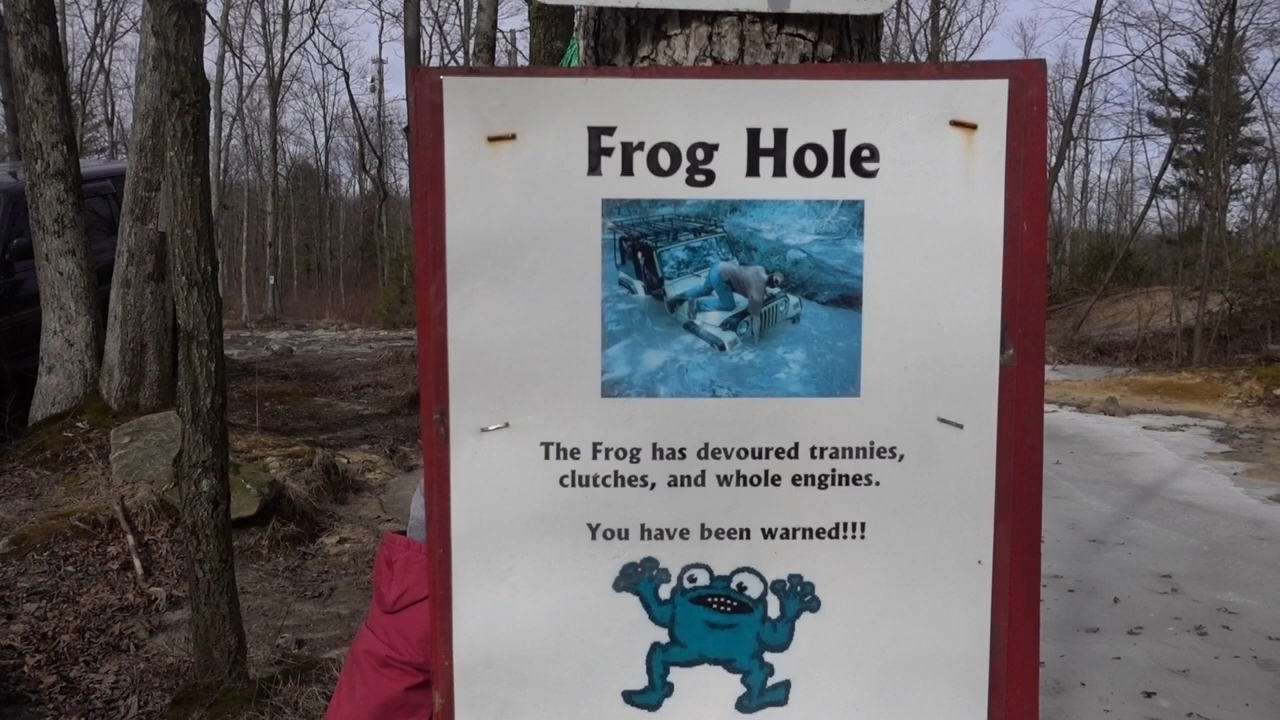 Frog Hole
The Frog has devoured trannies,
clutches, and whole engines.
You have been warned!!!